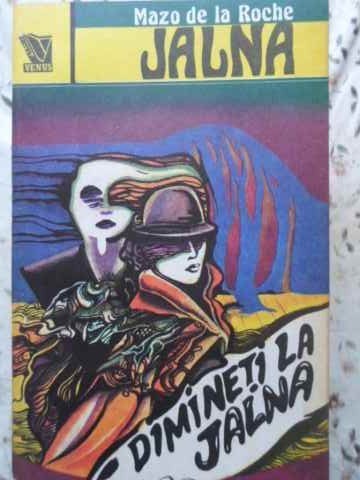 Mazo de la Roche
JALNA
VENUS
DIMINEȚI LA
JALNA